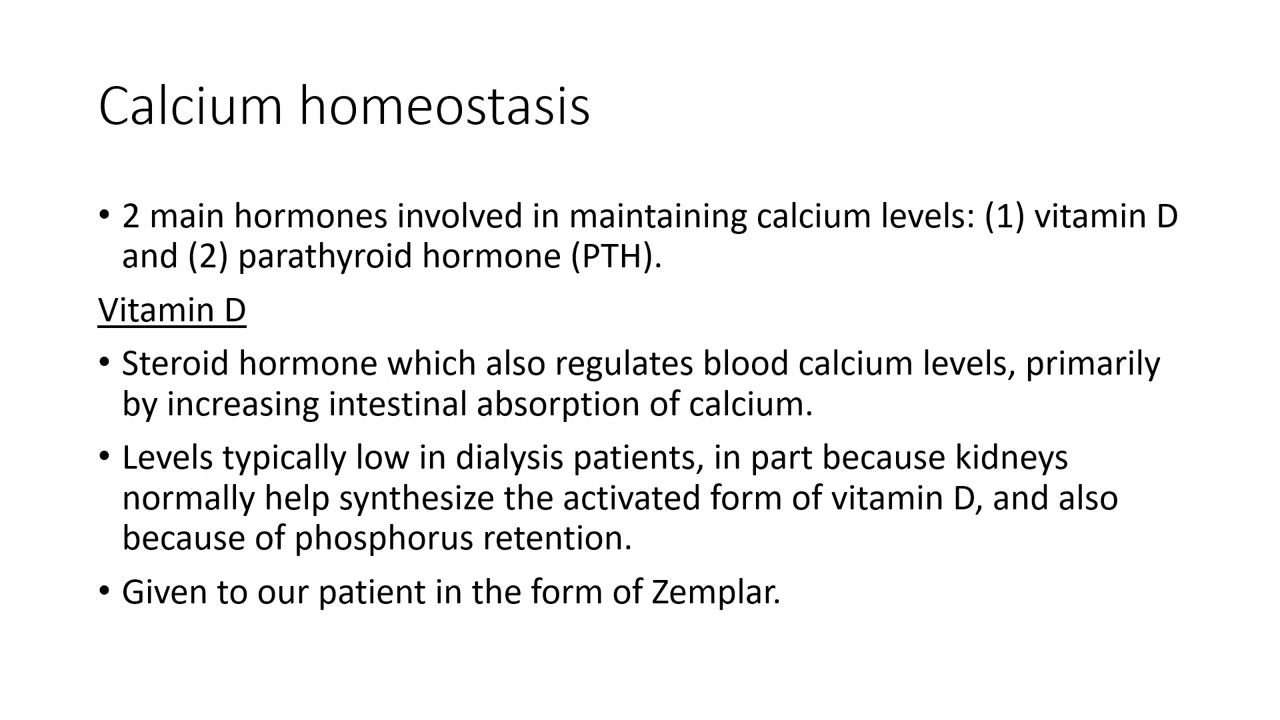 Calcium homeostasis
• 2 main hormones involved in maintaining calcium levels: (1) vitamin D
and (2) parathyroid hormone (PTH).
Vitamin D
• Steroid hormone which also regulates blood calcium levels, primarily
by increasing intestinal absorption of calcium.
• Levels typically low in dialysis patients, in part because kidneys
normally help synthesize the activated form of vitamin D, and also
because of phosphorus retention.
• Given to our patient in the form of Zemplar.